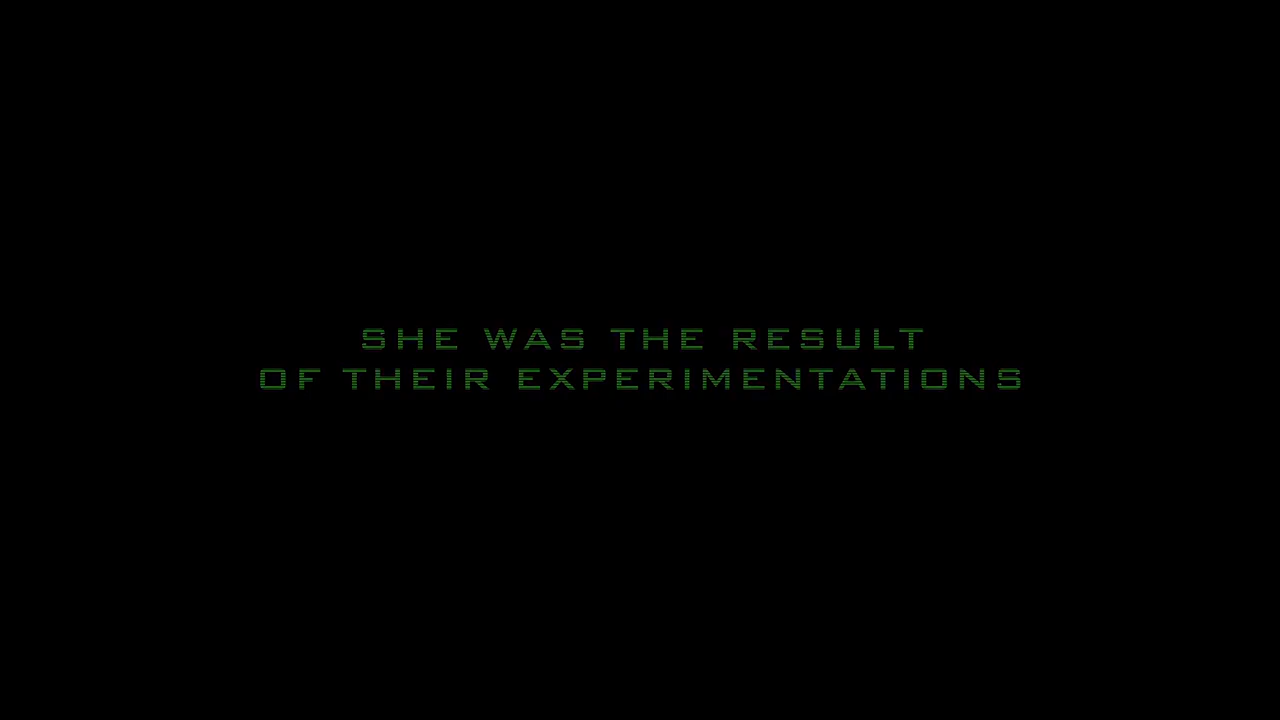 SHE WAS THE RESULT
OF THEIR EXPERIMENTATIONS